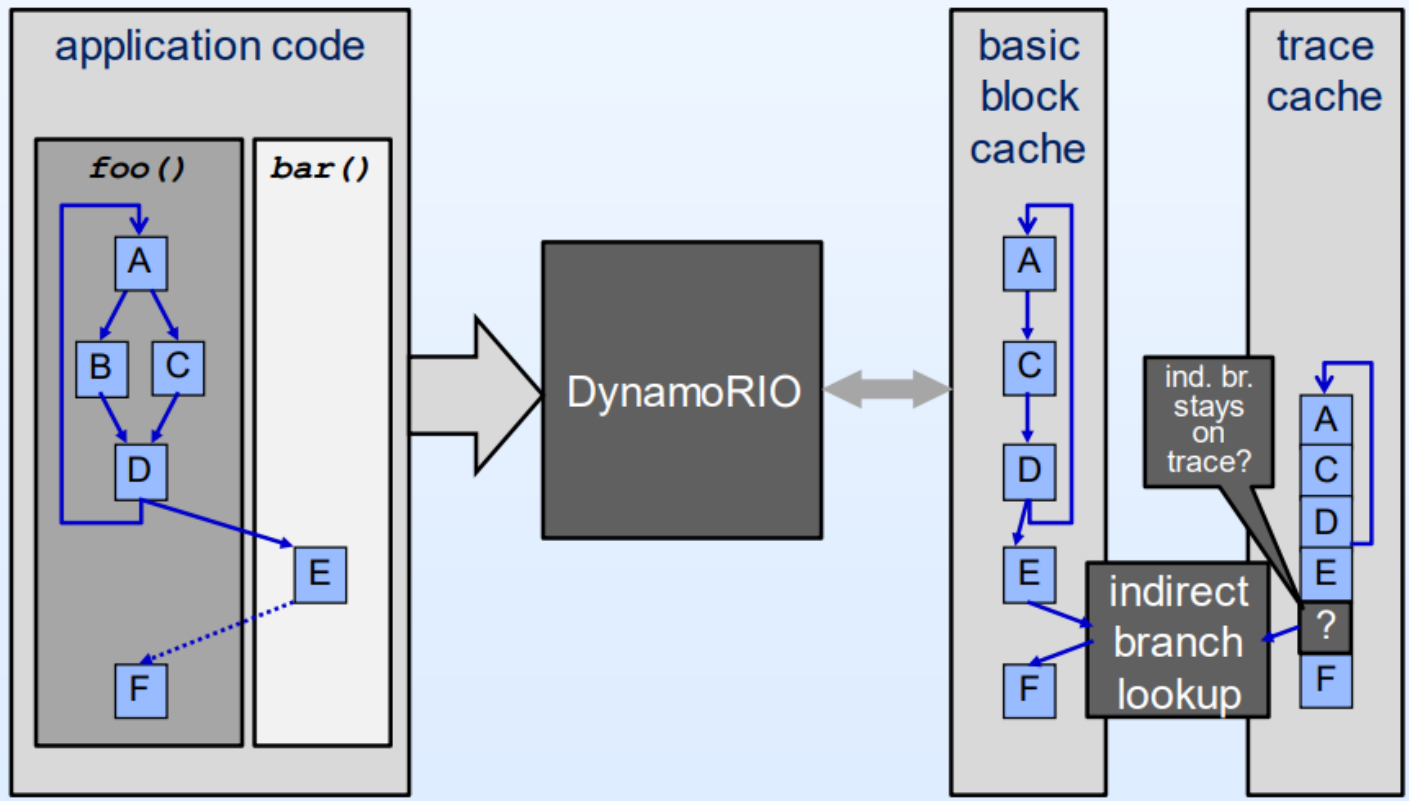 application code
foo()
bar()
A
B
C
D
E
F
DynamoRIO
basic
block
cache
A
C
D
E
F
indirect
branch
lookup
trace
cache
ind. br.
stays
on
trace?
A
C
D
E
?
F